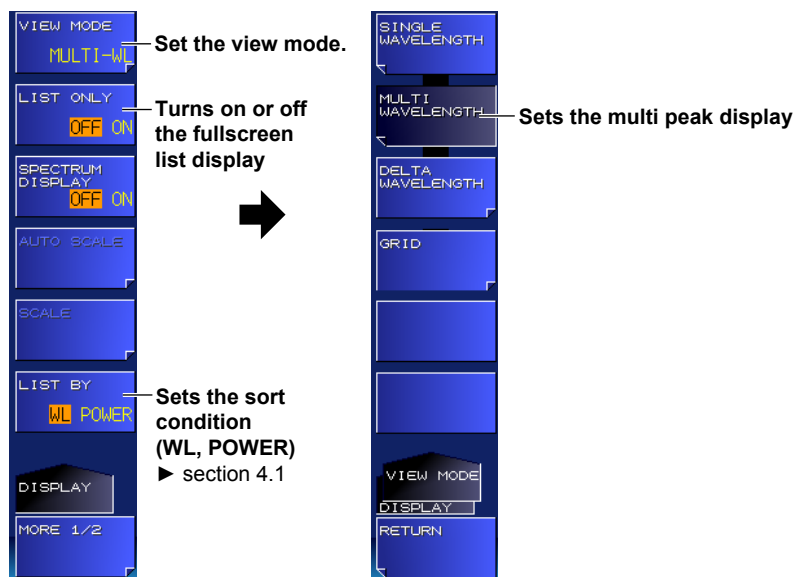 VIEW MODE
MULTI-WL
Set the view mode.
LIST ONLY
OFF ON
Turns on or off
the fullscreen
list display
SPECTRUM
DISPLAY
OFF ON
AUTO SCALE
SCALE
LIST BY
WL POWER
Sets the sort
condition
(WL, POWER)
► section 4.1
DISPLAY
MORE 1/2
SINGLE
WAVELENGTH
MULTI
WAVELENGTH
Sets the multi peak display
DELTA
WAVELENGTH
GRID
VIEW MODE
DISPLAY
RETURN